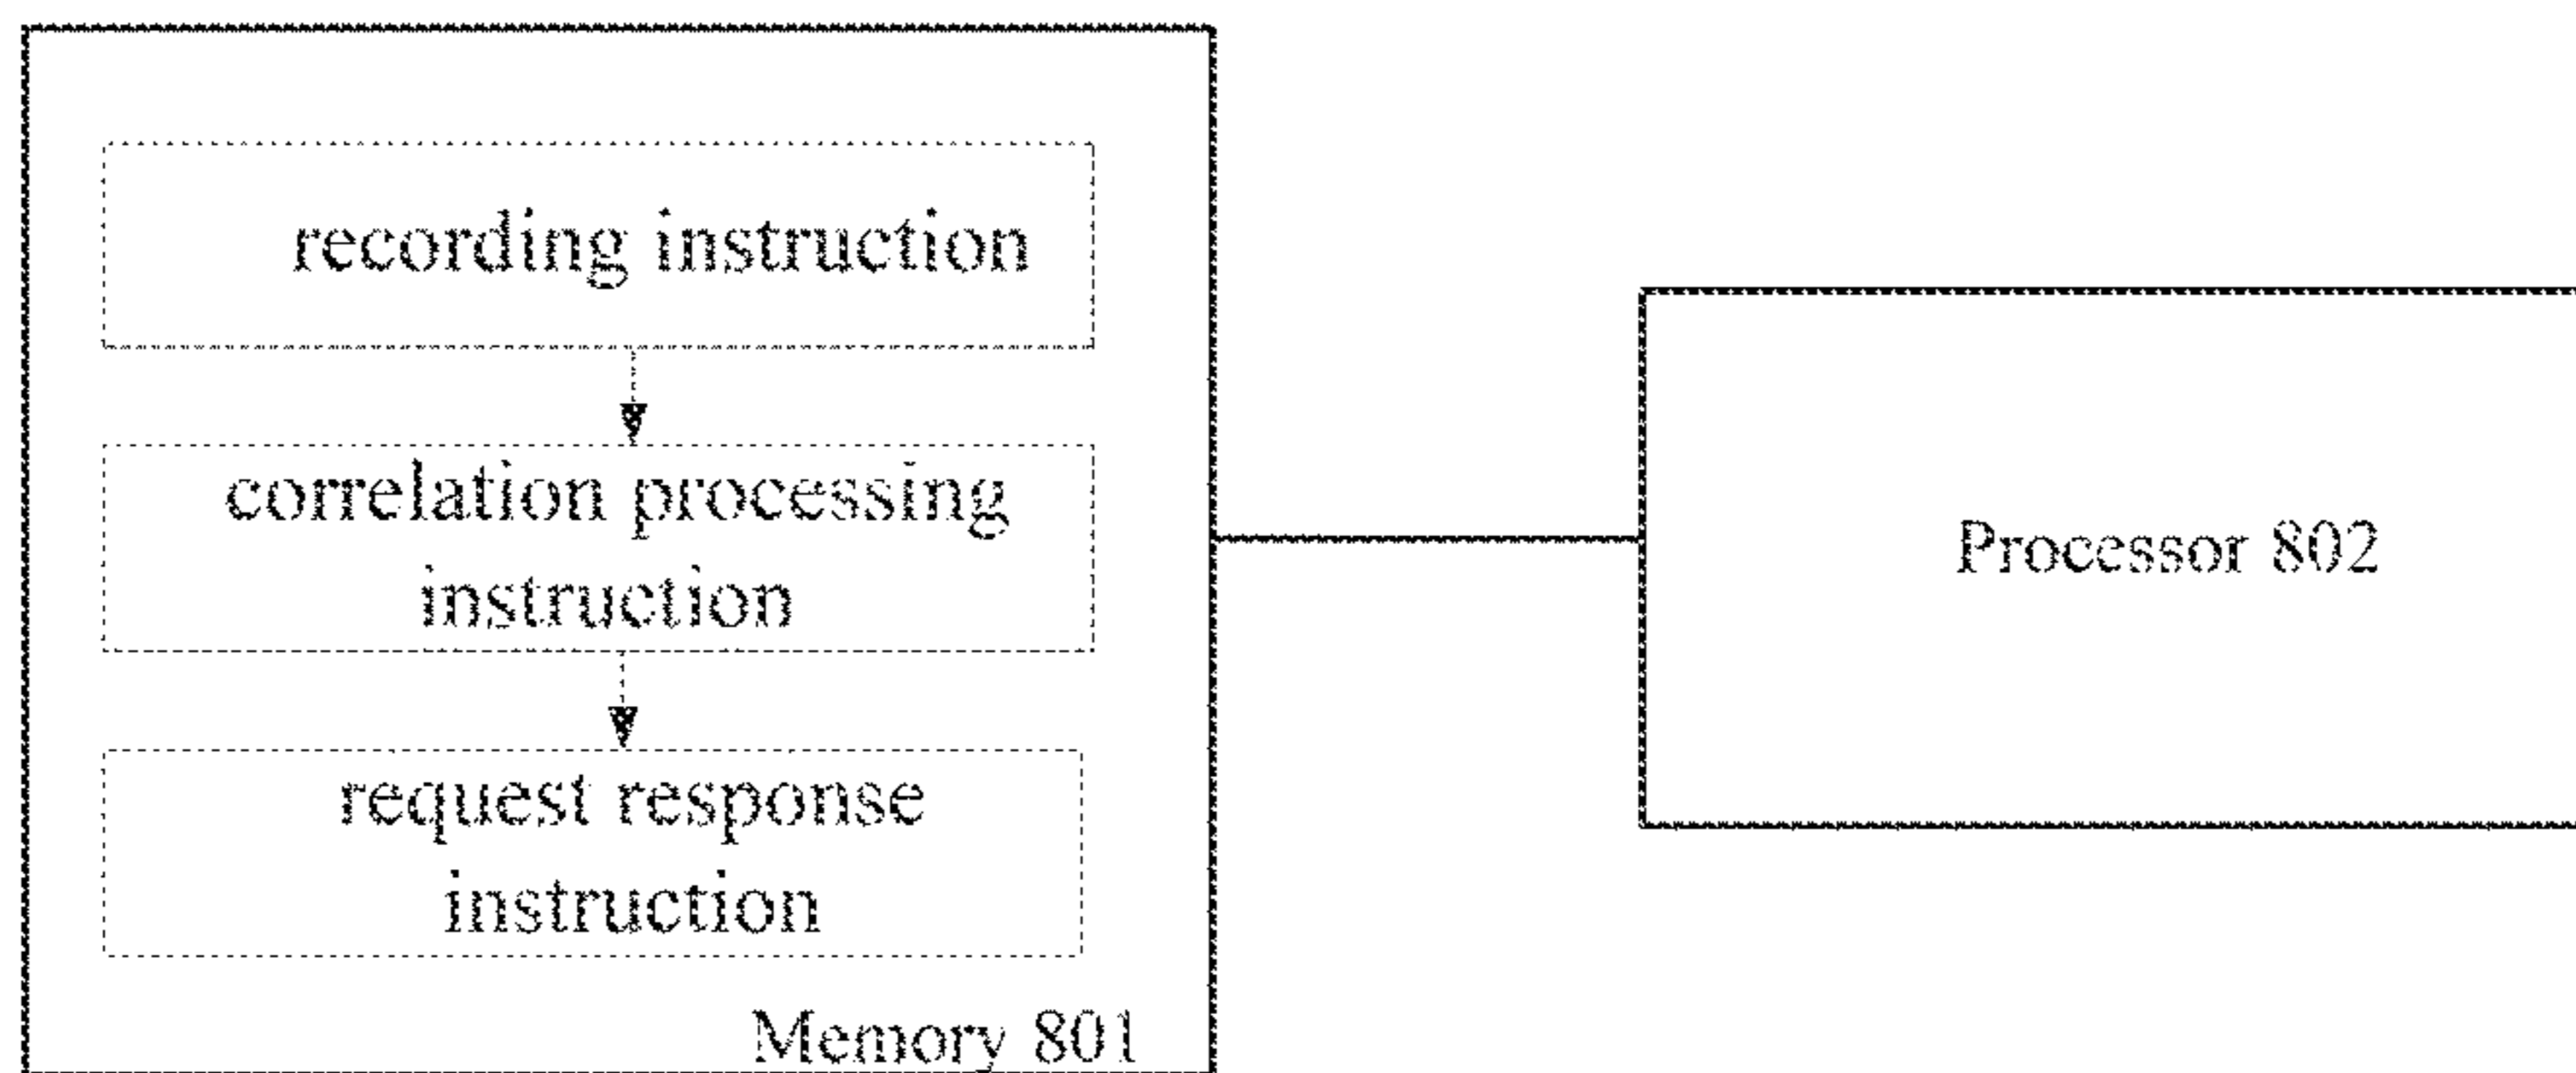 recording instruction
correlation processing
instruction
request response
instruction
Memory 801
Processor 802